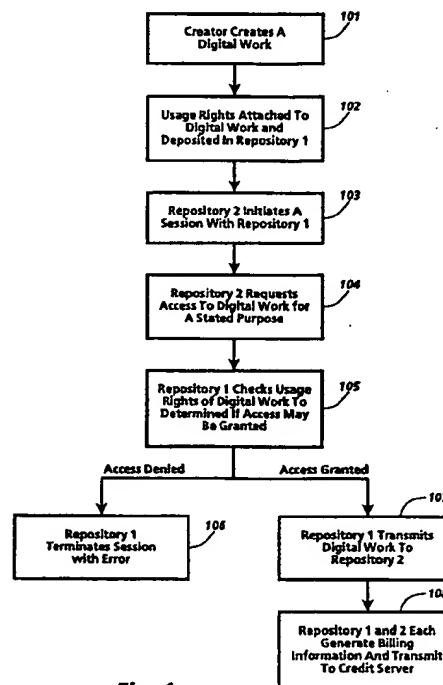 101
Creator Creates A
Digital Work
102
Usage Rights Attached To
Digital Work and
Deposited In Repository 1
103
Repository 2 Initiates A
Session With Repository 1
104
Repository 2 Requests
Access To Digital Work for
A Stated Purpose
105
Repository 1 Checks Usage
Rights of Digital Work To
Determined If Access May
Be Granted
Access Denied
Access Granted
106
Repository 1
Terminates Session
with Error
Repository 1 Transmits
Digital Work To
Repository 2
Repository 1 and 2 Each
Generate Billing
Information And Transmit
To Credit Server